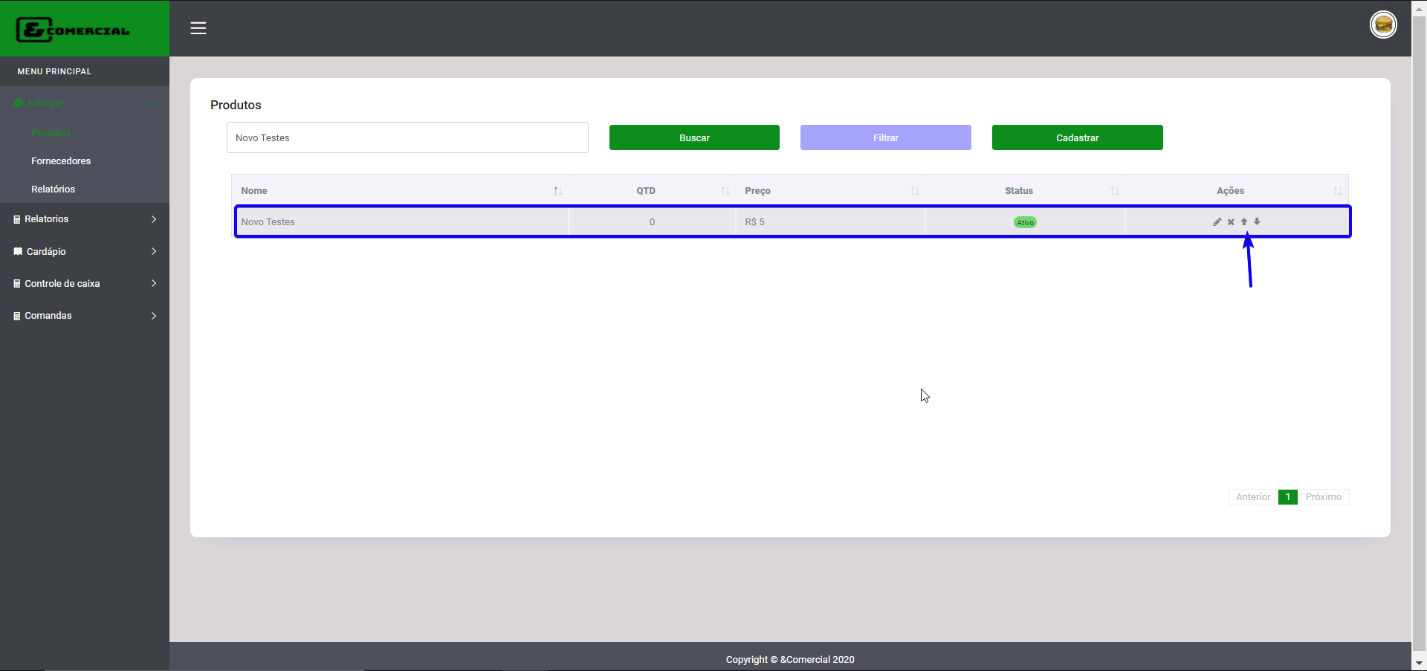 &COMERCIAL
MENU PRINCIPAL
Estoque
Produtos
Fornecedores
Relatórios
Relatorios
Cardápio
Controle de caixa
Comandas
Produtos
Novo Testes
Buscar
Filtrar
Cadastrar
Nome QTD Preço Status Ações
Novo Testes 0 R$ 5 Ativo
Anterior 1 Próximo
Copyright © &Comercial 2020